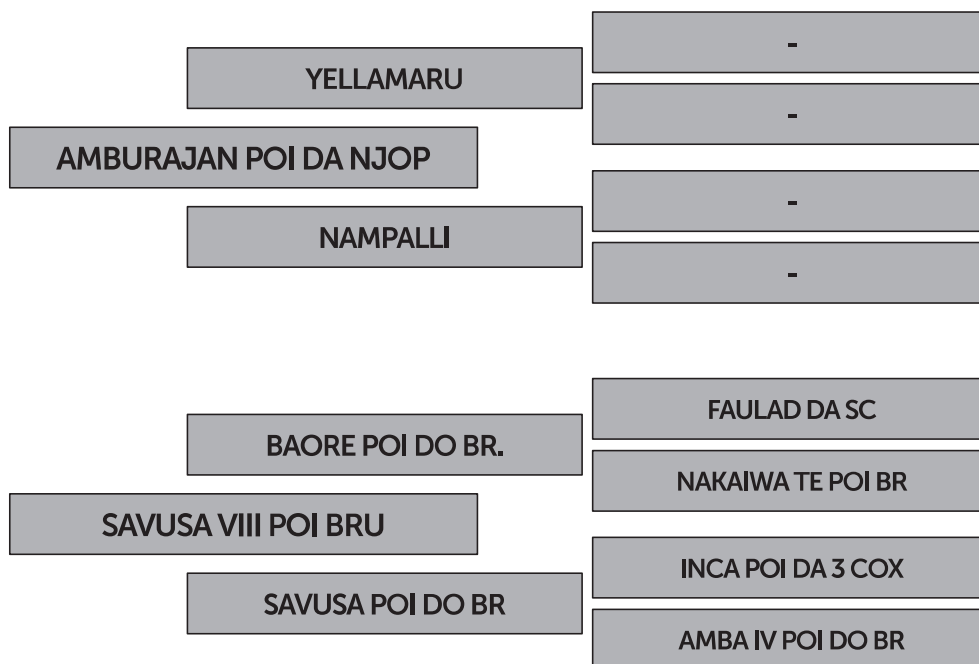 -
YELLAMARU
-
AMBURAJAN POI DA NJOP
-
NAMPALLI
-
FAULAD DA SC
BAORE POI DO BR.
NAKAIWA TE POI BR
SAVUSA VIII POI BRU
INCA POI DA 3 COX
SAVUSA POI DO BR
AMBA IV POI DO BR